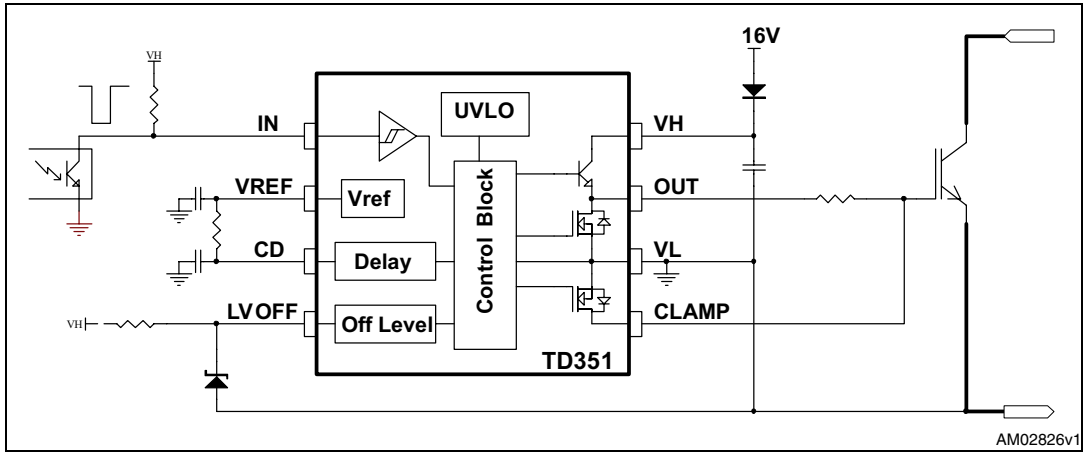 16V
VH
IN
UVLO
VH
VREF
Vref
Control Block
OUT
CD
Delay
VL
VH
LVOFF
Off Level
CLAMP
TD351
AM02826v1